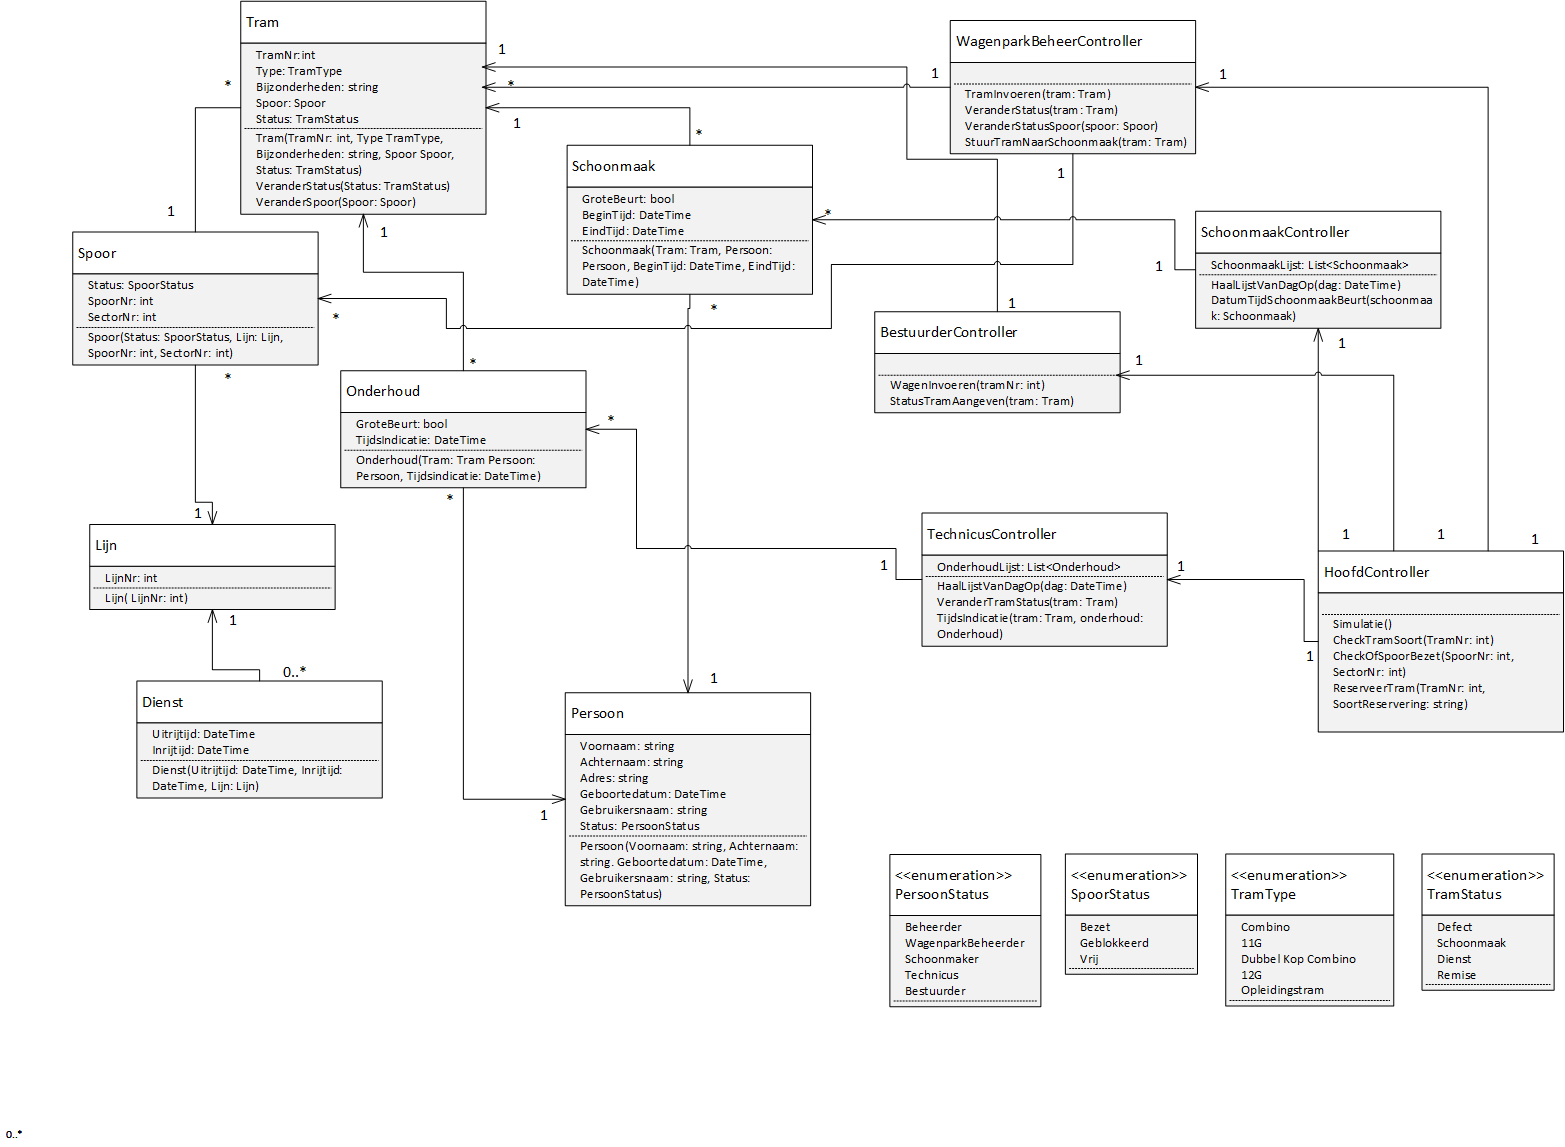 Tram
TramNr: int
Type: TramType
Bijzonderheden: string
Spoor: Spoor
Status: TramStatus
Tram(TramNr: int, Type TramType,
Bijzonderheden: string, Spoor Spoor,
Status: TramStatus)
VeranderStatus(Status: TramStatus)
VeranderSpoor(Spoor: Spoor)
*
1
1
*
1
*
1
WagenparkBeheerController
TramInvoeren(tram: Tram)
VeranderStatus(tram: Tram)
VeranderStatusSpoor(spoor: Spoor)
StuurTramNaarSchoonmaak(tram: Tram)
1
1
1
Schoonmaak
GroteBeurt: bool
BeginTijd: DateTime
EindTijd: DateTime
Schoonmaak(Tram: Tram, Persoon:
Persoon, BeginTijd: DateTime, EindTijd:
DateTime)
*
*
SchoonmaakController
SchoonmaakLijst: List<Schoonmaak>
HaalLijstVanDagOp(dag: DateTime)
DatumTijdSchoonmaakBeurt(schoonmaa
k: Schoonmaak)
1
1
Spoor
Status: SpoorStatus
SpoorNr: int
SectorNr: int
Spoor(Status: SpoorStatus, Lijn: Lijn,
SpoorNr: int, SectorNr: int)
*
*
BestuurderController
WagenInvoeren(tramNr: int)
StatusTramAangeven(tram: Tram)
1
1
Onderhoud
GroteBeurt: bool
TijdsIndicatie: DateTime
Onderhoud(Tram: Tram Persoon:
Persoon, Tijdsindicatie: DateTime)
*
*
*
Lijn
LijnNr: int
Lijn( LijnNr: int)
1
1
TechnicusController
OnderhoudLijst: List<Onderhoud>
HaalLijstVanDagOp(dag: DateTime)
VeranderTramStatus(tram: Tram)
TijdsIndicatie(tram: Tram, onderhoud:
Onderhoud)
1
1
HoofdController
Simulatie()
CheckTramSoort(TramNr: int)
CheckOfSpoorBezet(SpoorNr: int,
SectorNr: int)
ReserveerTram(TramNr: int,
SoortReservering: string)
1
1
1
1
Dienst
Uitrijtijd: DateTime
Inrijtijd: DateTime
Dienst(Uitrijtijd: DateTime, Inrijtijd:
DateTime, Lijn: Lijn)
0..*
Persoon
Voornaam: string
Achternaam: string
Adres: string
Geboortedatum: DateTime
Gebruikersnaam: string
Status: PersoonStatus
Persoon(Voornaam: string, Achternaam:
string. Geboortedatum: DateTime,
Gebruikersnaam: string, Status:
PersoonStatus)
1
1
<<enumeration>>
PersoonStatus
Beheerder
WagenparkBeheerder
Schoonmaker
Technicus
Bestuurder
<<enumeration>>
SpoorStatus
Bezet
Geblokkeerd
Vrij
<<enumeration>>
TramType
Combino
11G
Dubbel Kop Combino
12G
Opleidingstram
<<enumeration>>
TramStatus
Defect
Schoonmaak
Dienst
Remise
0..*